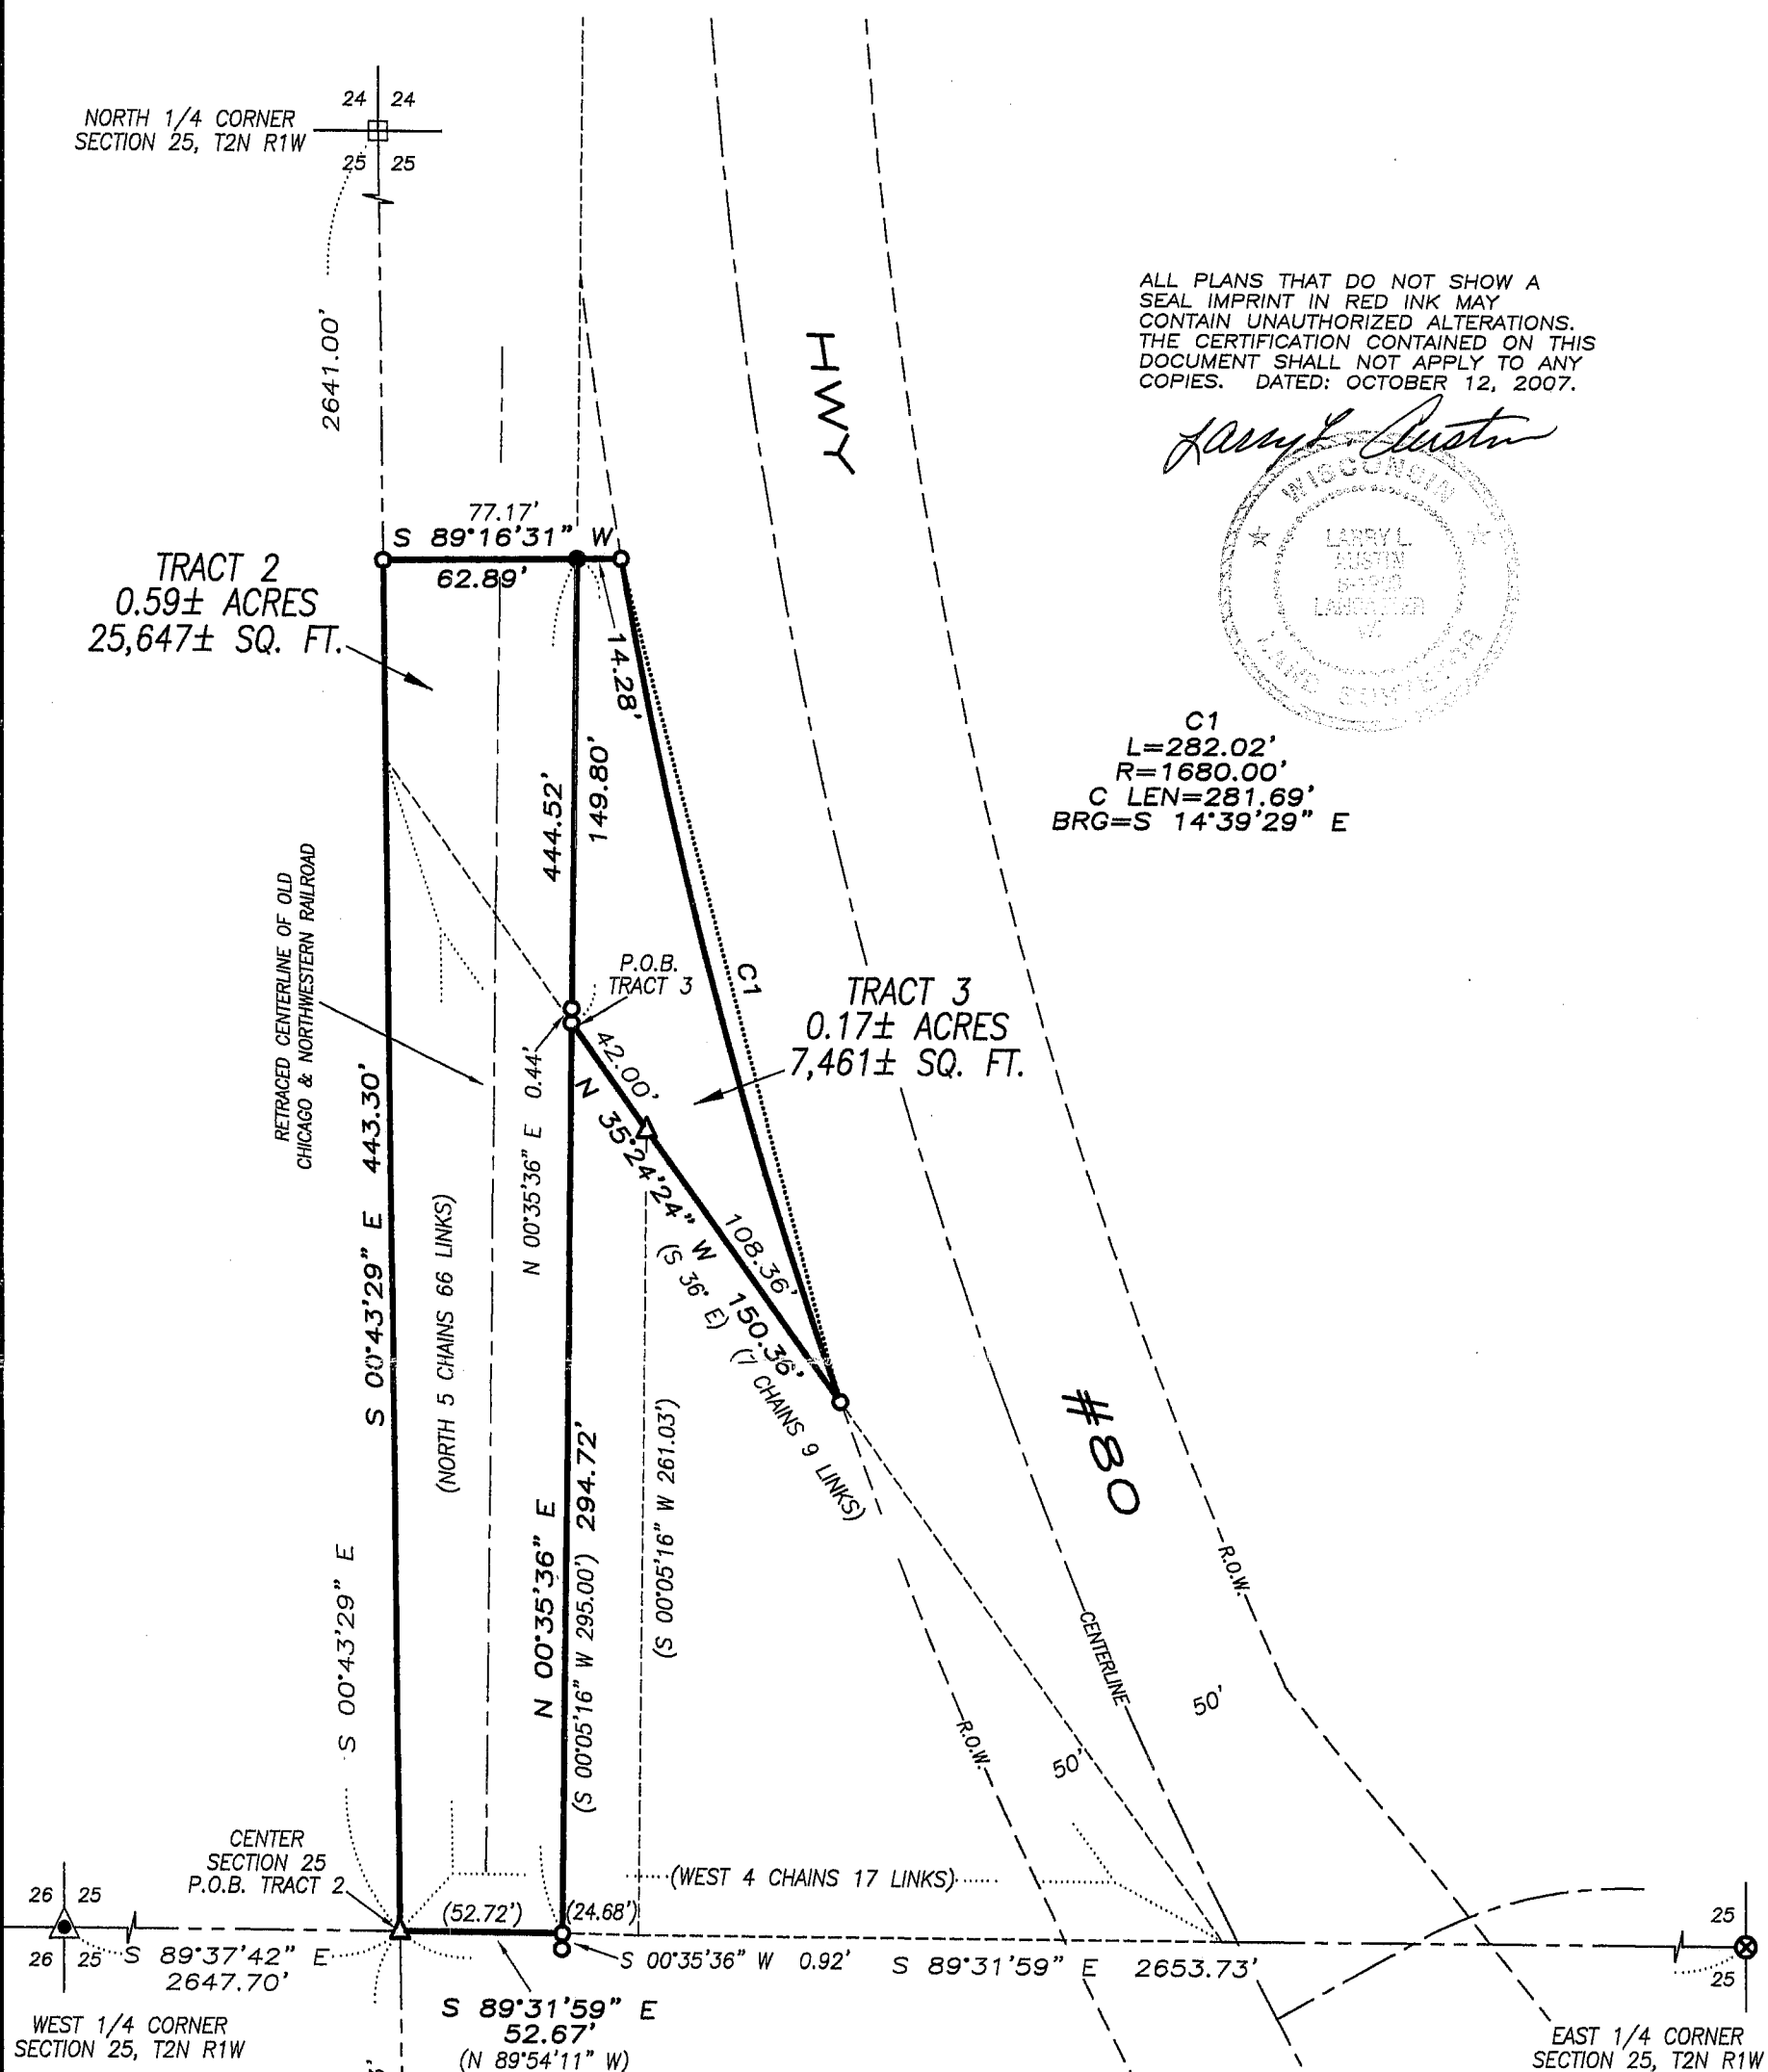 24 24
NORTH 1/4 CORNER
SECTION 25, T2N R1W
25 25
2641.00'
HWY
ALL PLANS THAT DO NOT SHOW A
SEAL IMPRINT IN RED INK MAY
CONTAIN UNAUTHORIZED ALTERATIONS.
THE CERTIFICATION CONTAINED ON THIS
DOCUMENT SHALL NOT APPLY TO ANY
COPIES. DATED: OCTOBER 12, 2007.
Larry L. Austin
WISCONSIN
LARRY L.
AUSTIN
LAND SURVEYOR
C1
L=282.02'
R=1680.00'
C LEN=281.69'
BRG=S 14°39'29" E
77.17'
S 89°16'31" W
62.89'
14.28'
TRACT 2
0.59± ACRES
25,647± SQ. FT.
444.52'
149.80'
RETRACED CENTERLINE OF OLD
CHICAGO & NORTHWESTERN RAILROAD
P.O.B.
TRACT 3
C1
TRACT 3
0.17± ACRES
7,461± SQ. FT.
42.00'
N 35°24'24" W 150.36'
108.36'
(S 36° E) (7 CHAINS 9 LINKS)
N 00°35'36" E 0.44'
S 00°43'29" E 443.30'
(NORTH 5 CHAINS 66 LINKS)
N 00°35'36" E 294.72'
(S 00°05'16" W 295.00')
(S 00°05'16" W 261.03')
#80
R.O.W.
CENTERLINE
R.O.W.
50'
50'
S 00°43'29" E
CENTER
SECTION 25
P.O.B. TRACT 2
(WEST 4 CHAINS 17 LINKS)
(52.72')
(24.68')
26 25
26 25
S 89°37'42" E
2647.70'
WEST 1/4 CORNER
SECTION 25, T2N R1W
S 00°35'36" W 0.92'
S 89°31'59" E 2653.73'
S 89°31'59" E
52.67'
(N 89°54'11" W)
25
25
EAST 1/4 CORNER
SECTION 25, T2N R1W